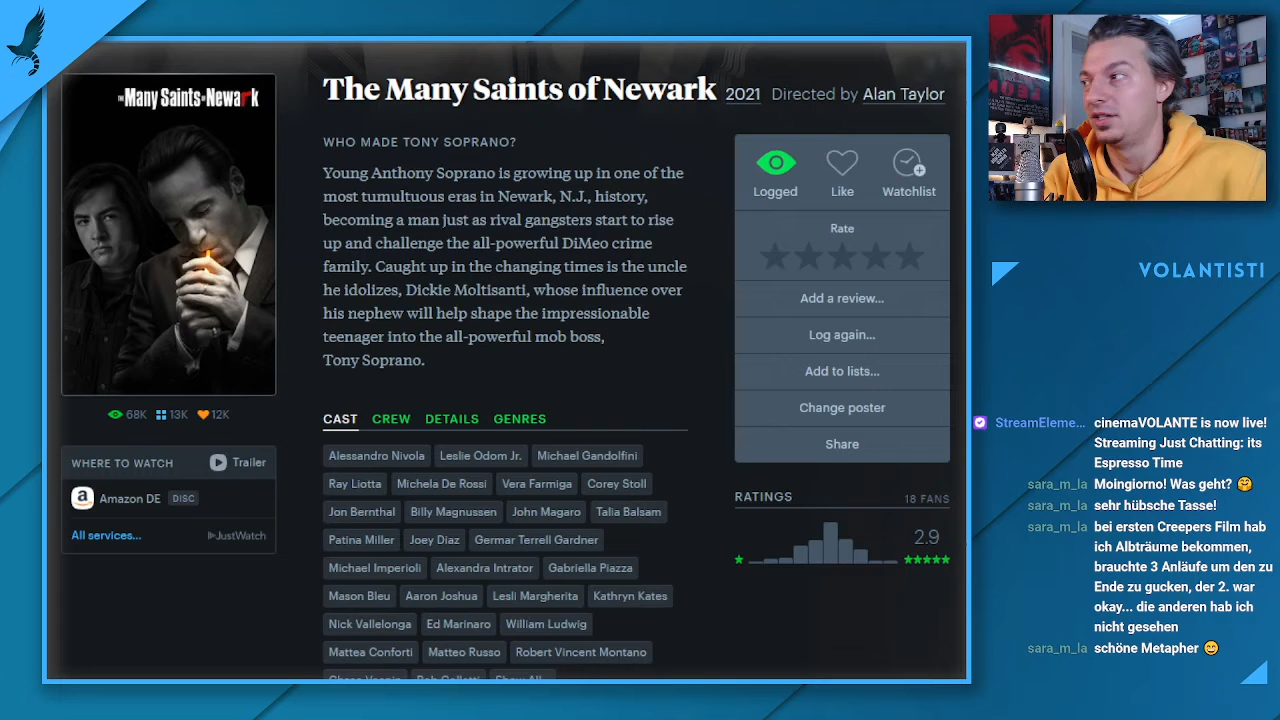 The Many Saints of Newark
The Many Saints of Newark 2021 Directed by Alan Taylor
WHO MADE TONY SOPRANO?
Young Anthony Soprano is growing up in one of the
most tumultuous eras in Newark, N.J., history,
becoming a man just as rival gangsters start to rise
up and challenge the all-powerful DiMeo crime
family. Caught up in the changing times is the uncle
he idolizes, Dickie Moltisanti, whose influence over
his nephew will help shape the impressionable
teenager into the all-powerful mob boss,
Tony Soprano.
68K 13K 12K
WHERE TO WATCH Trailer
Amazon DE DISC
All services... JustWatch
CAST CREW DETAILS GENRES
Alessandro Nivola Leslie Odom Jr. Michael Gandolfini
Ray Liotta Michela De Rossi Vera Farmiga Corey Stoll
Jon Bernthal Billy Magnussen John Magaro Talia Balsam
Patina Miller Joey Diaz Germar Terrell Gardner
Michael Imperioli Alexandra Intrator Gabriella Piazza
Mason Bleu Aaron Joshua Lesli Margherita Kathryn Kates
Nick Vallelonga Ed Marinaro William Ludwig
Mattea Conforti Matteo Russo Robert Vincent Montano
Logged Like Watchlist
Rate
Add a review...
Log again...
Add to lists...
Change poster
Share
RATINGS 18 FANS
2.9
VOLANTISTI
StreamEleme... cinemaVOLANTE is now live!
Streaming Just Chatting: its
Espresso Time
sara_m_la Moingiorno! Was geht? 🤗
sara_m_la sehr hübsche Tasse!
sara_m_la bei ersten Creepers Film hab
ich Albträume bekommen,
brauchte 3 Anläufe um den zu
Ende zu gucken, der 2. war
okay... die anderen hab ich
nicht gesehen
sara_m_la schöne Metapher 😄